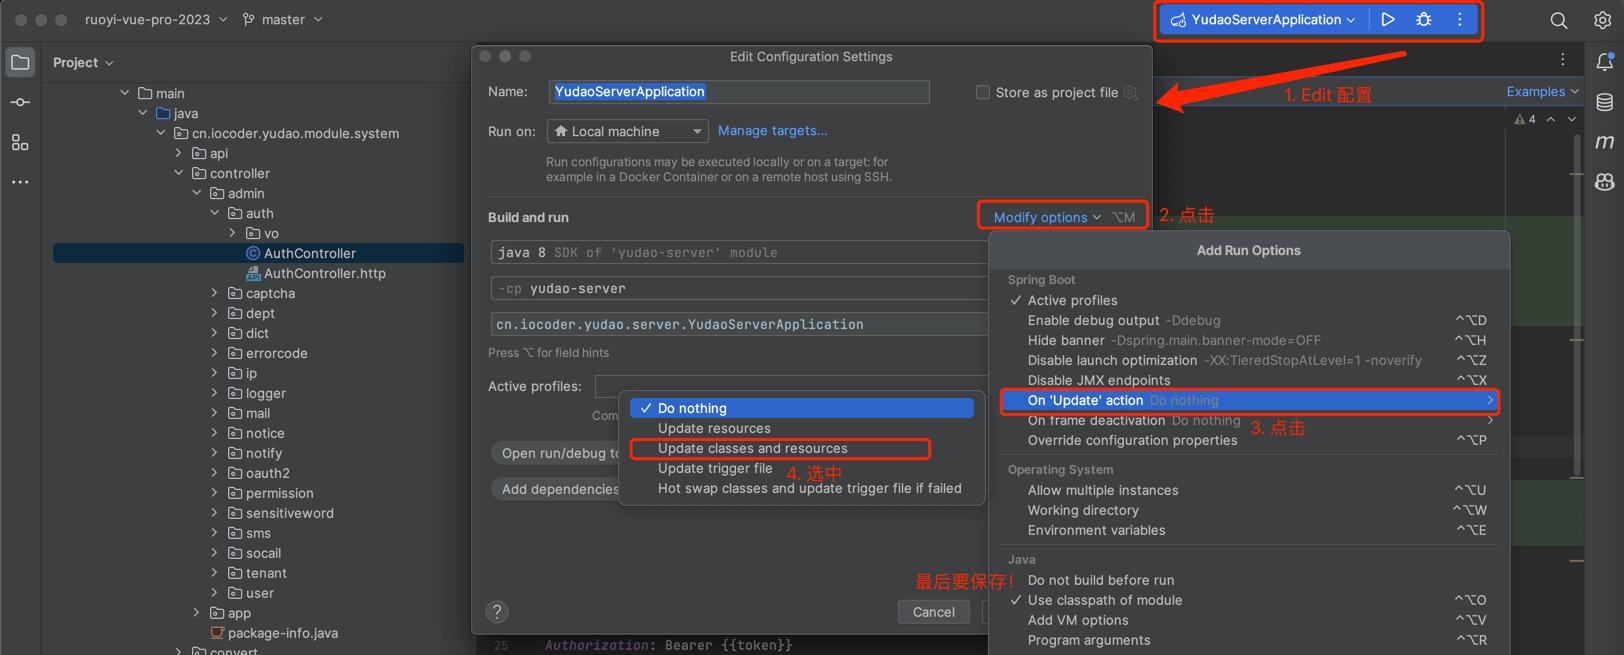 ruoyi-vue-pro-2023
master
YudaoServerApplication
Project
main
java
cn.iocoder.yudao.module.system
api
controller
admin
auth
vo
AuthController
AuthController.http
captcha
dept
dict
errorcode
ip
logger
mail
notice
notify
oauth2
permission
sensitiveword
sms
socail
tenant
user
app
package-info.java
convert
Edit Configuration Settings
Name: YudaoServerApplication
Store as project file
Run on: Local machine Manage targets...
Run configurations may be executed locally or on a target: for
example in a Docker Container or on a remote host using SSH.
Build and run
Modify options ⌥M
java 8 SDK of 'yudao-server' module
-cp yudao-server
cn.iocoder.yudao.server.YudaoServerApplication
Press ⌥ for field hints
Active profiles:
Com
Open run/debug to
Add dependencies
Do nothing
Update resources
Update classes and resources
Update trigger file
Hot swap classes and update trigger file if failed
4. 选中
? Cancel
最后要保存!
25 Authorization: Bearer {{token}}
1. Edit 配置
Examples
4
m
2. 点击
Add Run Options
Spring Boot
Active profiles
Enable debug output -Ddebug ^⌥D
Hide banner -Dspring.main.banner-mode=OFF ^⌥H
Disable launch optimization -XX:TieredStopAtLevel=1 -noverify ^⌥Z
Disable JMX endpoints ^⌥X
On 'Update' action Do nothing
On frame deactivation Do nothing
3. 点击
Override configuration properties ^⌥P
Operating System
Allow multiple instances ^⌥U
Working directory ^⌥W
Environment variables ^⌥E
Java
Do not build before run
Use classpath of module ^⌥O
Add VM options ^⌥V
Program arguments ^⌥R